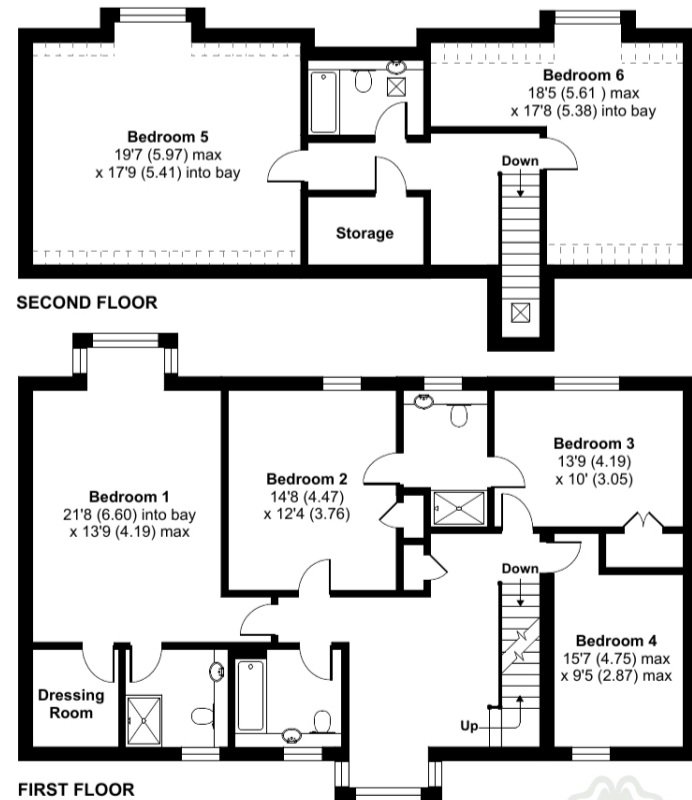 Bedroom 5
19'7 (5.97) max
x 17'9 (5.41) into bay
Bedroom 6
18'5 (5.61 ) max
x 17'8 (5.38) into bay
Down
Storage
SECOND FLOOR
Bedroom 1
21'8 (6.60) into bay
x 13'9 (4.19) max
Bedroom 2
14'8 (4.47)
x 12'4 (3.76)
Bedroom 3
13'9 (4.19)
x 10' (3.05)
Down
Bedroom 4
15'7 (4.75) max
x 9'5 (2.87) max
Dressing
Room
Up
FIRST FLOOR